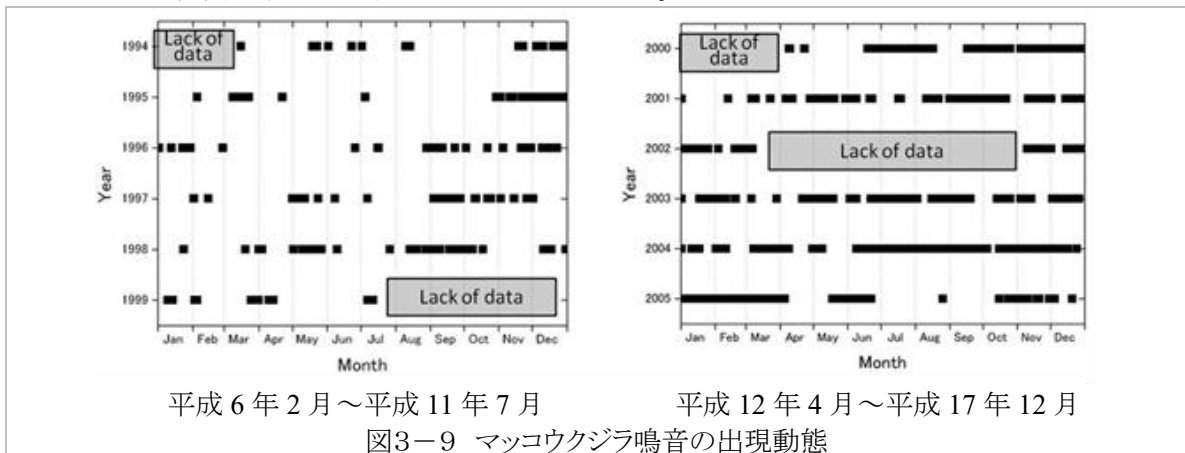 Lack of
data
1994
1995
1996
1997
1998
1999
Lack of data
Year
Jan Feb Mar Apr May Jun Jul Aug Sep Oct Nov Dec
Month
Lack of
data
2000
2001
2002
Lack of data
2003
2004
2005
Year
Jan Feb Mar Apr May Jun Jul Aug Sep Oct Nov Dec
Month
平成 6 年 2 月～平成 11 年 7 月
平成 12 年 4 月～平成 17 年 12 月
図3－9 マッコウクジラ鳴音の出現動態